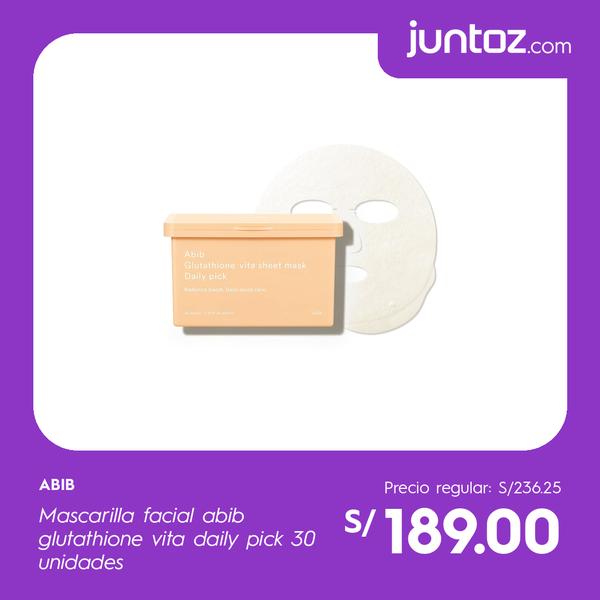 juntoz.com
Abib
Glutathione vita sheet mask
Daily pick
ABIB
Mascarilla facial abib
glutathione vita daily pick 30
unidades
Precio regular: S/236.25
S/189.00